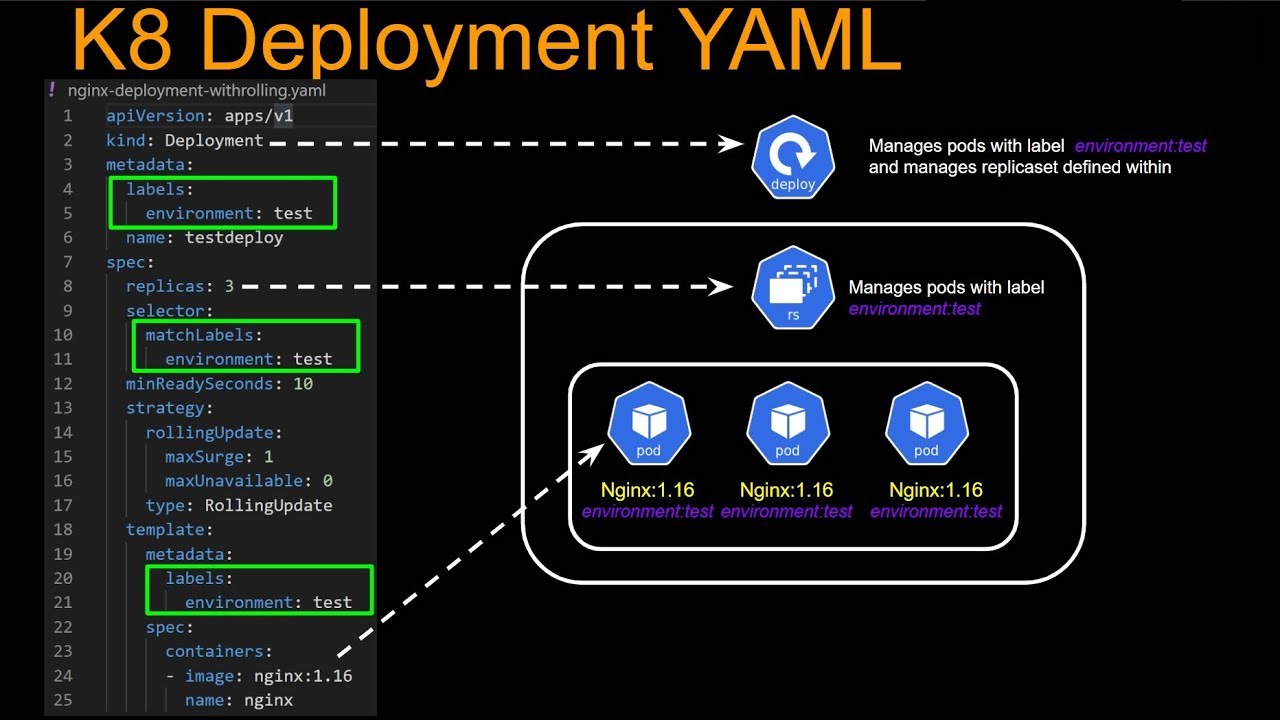 K8 Deployment YAML
! nginx-deployment-withrolling.yaml
1 apiVersion: apps/v1
2 kind: Deployment
3 metadata:
4 labels:
5 environment: test
6 name: testdeploy
7 spec:
8 replicas: 3
9 selector:
10 matchLabels:
11 environment: test
12 minReadySeconds: 10
13 strategy:
14 rollingUpdate:
15 maxSurge: 1
16 maxUnavailable: 0
17 type: RollingUpdate
18 template:
19 metadata:
20 labels:
21 environment: test
22 spec:
23 containers:
24 - image: nginx:1.16
25 name: nginx
deploy
Manages pods with label environment:test
and manages replicaset defined within
rs
Manages pods with label
environment:test
pod pod pod
Nginx:1.16 Nginx:1.16 Nginx:1.16
environment:test environment:test environment:test